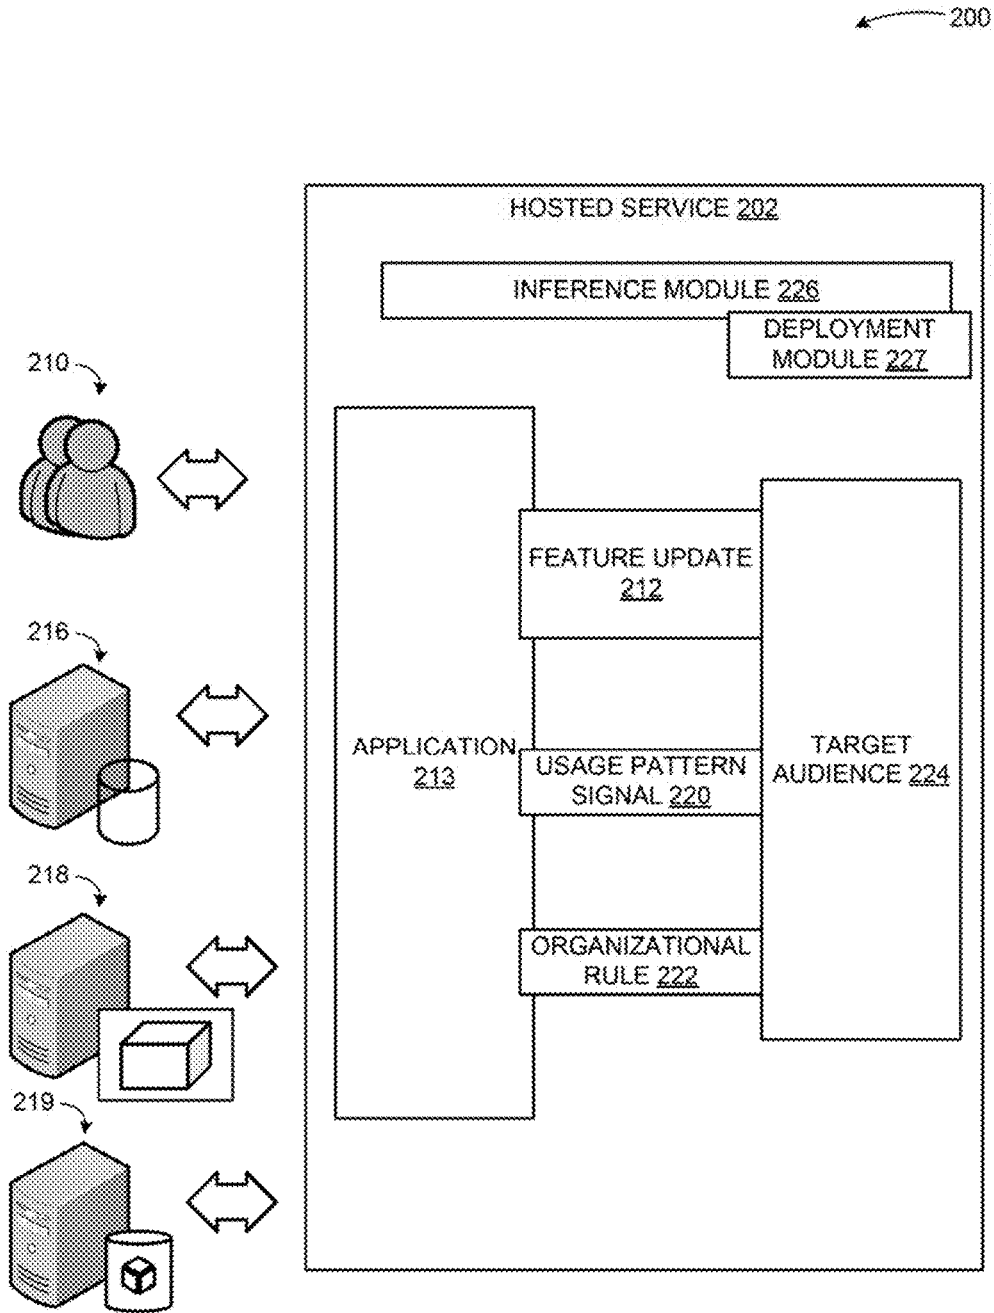 200
HOSTED SERVICE 202
INFERENCE MODULE 226
DEPLOYMENT
MODULE 227
210
FEATURE UPDATE
212
216
APPLICATION
213
USAGE PATTERN
SIGNAL 220
TARGET
AUDIENCE 224
218
ORGANIZATIONAL
RULE 222
219